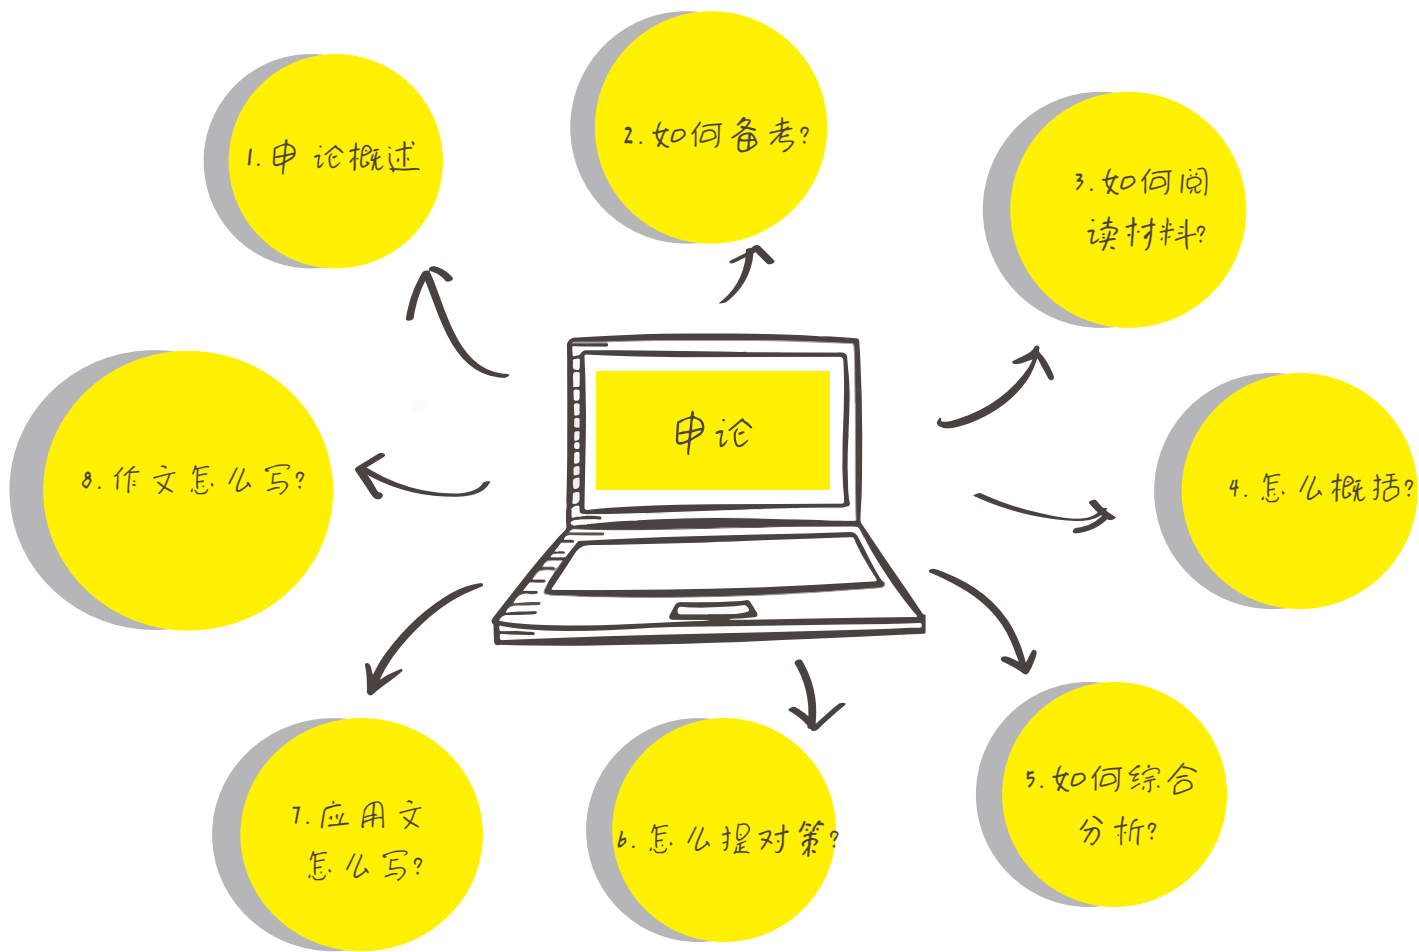 1.申论概述
2.如何备考?
3.如何阅
读材料?
申论
8.作文怎么写?
4.怎么概括?
5.如何综合
分析?
7.应用文
怎么写?
6.怎么提对策?